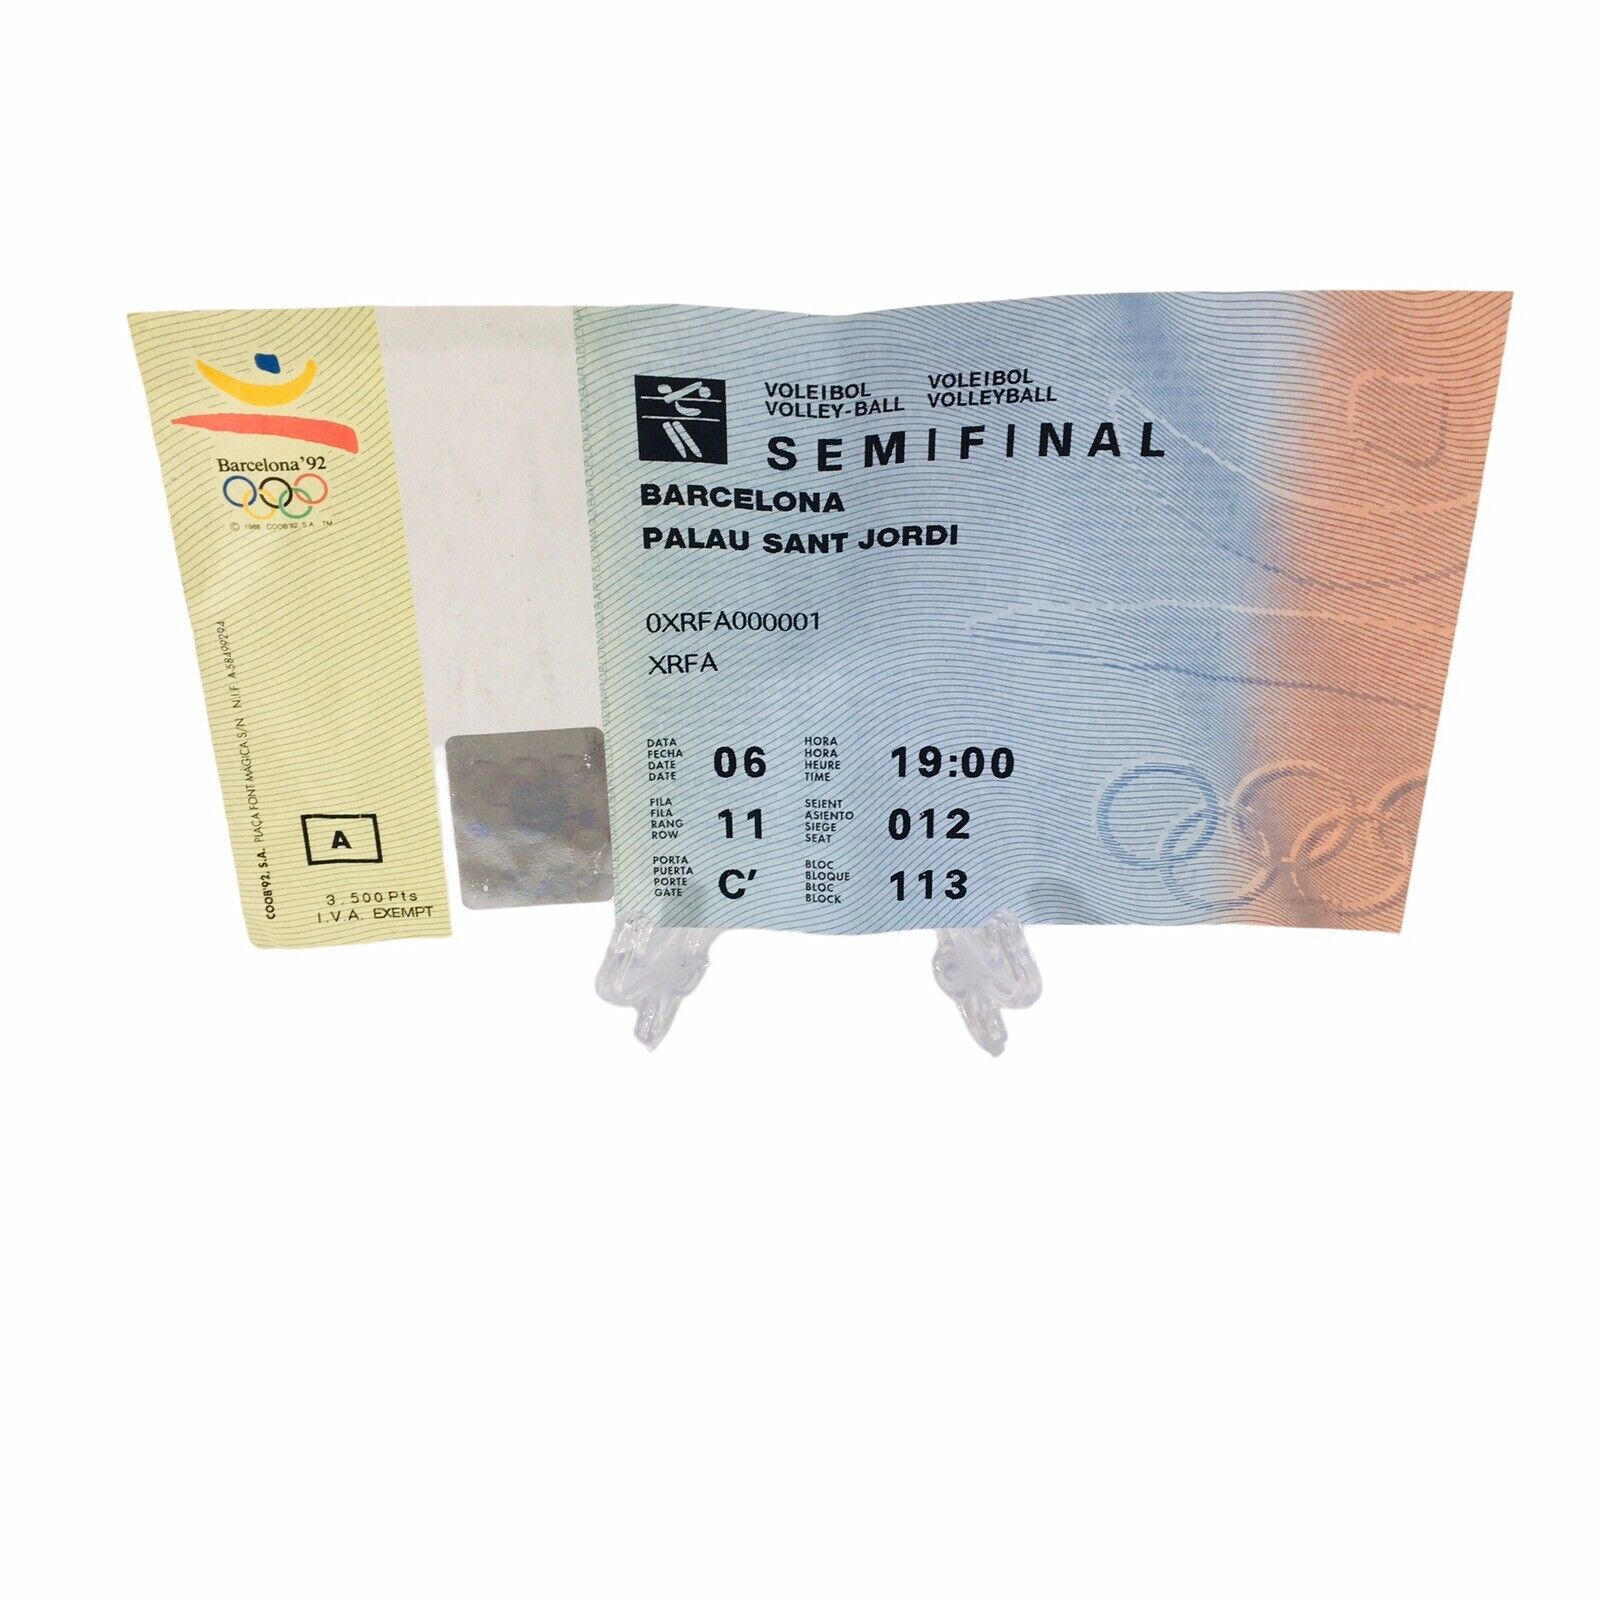 Barcelona '92
© 1988 COOB'92, S.A. TM
COOB'92, S.A. PLAÇA FONT MÀGICA S/N N.I.F. A-58499294
A
3.500 Pts
I.V.A. EXEMPT
VOLEIBOL VOLEIBOL
VOLLEY-BALL VOLLEYBALL
SEMIFINAL
BARCELONA
PALAU SANT JORDI
0XRFA000001
XRFA
DATA
FECHA
DATE
DATE
06
HORA
HORA
HEURE
TIME
19:00
FILA
FILA
RANG
ROW
11
SEIENT
ASIENTO
SIEGE
SEAT
012
PORTA
PUERTA
PORTE
GATE
C'
BLOC
BLOQUE
BLOC
BLOCK
113